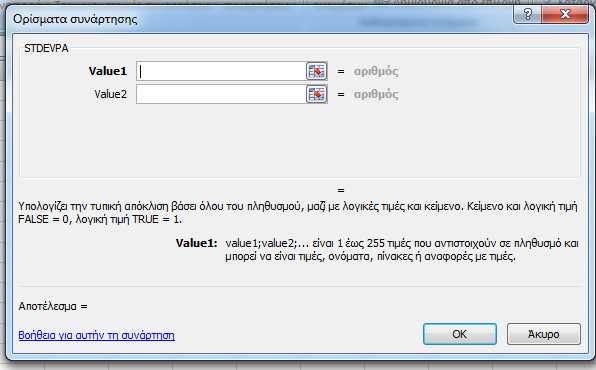 Ορίσματα συνάρτησης
STDEVPA
Value1 = αριθμός
Value2 = αριθμός
=
Υπολογίζει την τυπική απόκλιση βάσει όλου του πληθυσμού, μαζί με λογικές τιμές και κείμενο. Κείμενο και λογική τιμή
FALSE = 0, λογική τιμή TRUE = 1.
Value1: value1;value2;... είναι 1 έως 255 τιμές που αντιστοιχούν σε πληθυσμό και
μπορεί να είναι τιμές, ονόματα, πίνακες ή αναφορές με τιμές.
Αποτέλεσμα =
Βοήθεια για αυτήν τη συνάρτηση
OK
Άκυρο